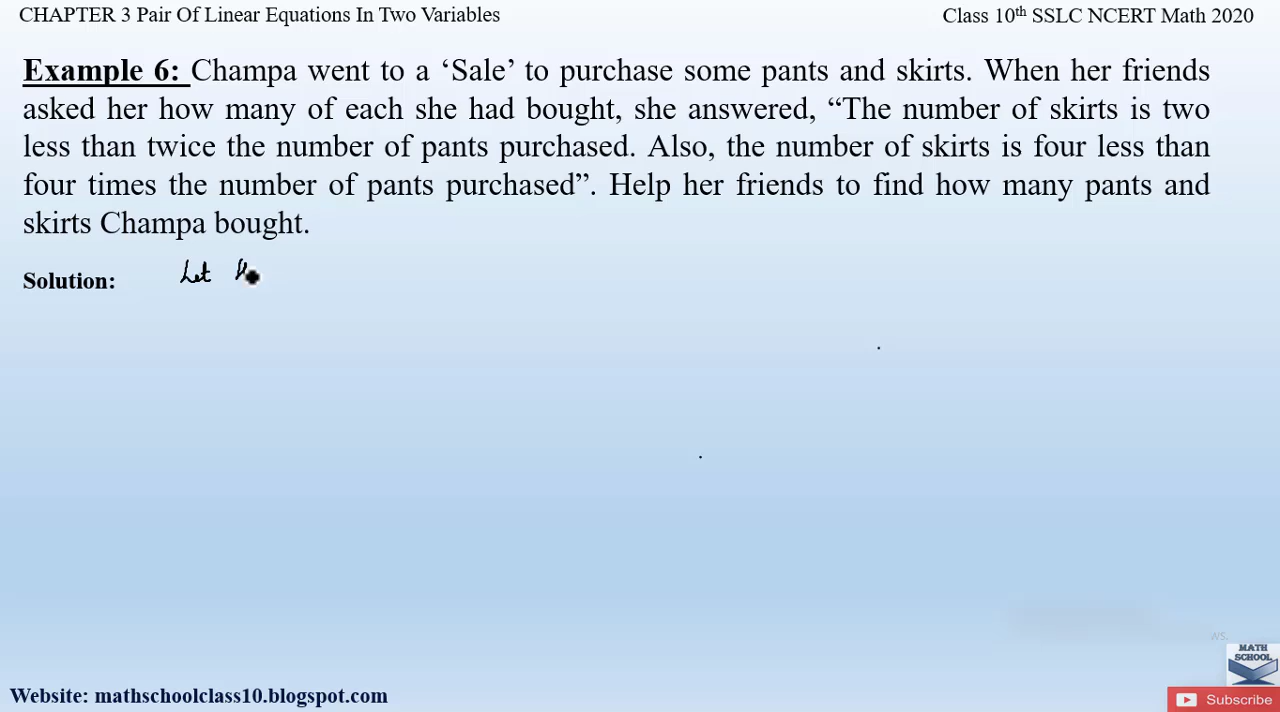 CHAPTER 3 Pair Of Linear Equations In Two Variables
Class 10th SSLC NCERT Math 2020
Example 6: Champa went to a ‘Sale’ to purchase some pants and skirts. When her friends
asked her how many of each she had bought, she answered, “The number of skirts is two
less than twice the number of pants purchased. Also, the number of skirts is four less than
four times the number of pants purchased”. Help her friends to find how many pants and
skirts Champa bought.
Solution: Let
ws.
MATH
SCHOOL
Website: mathschoolclass10.blogspot.com
Subscribe